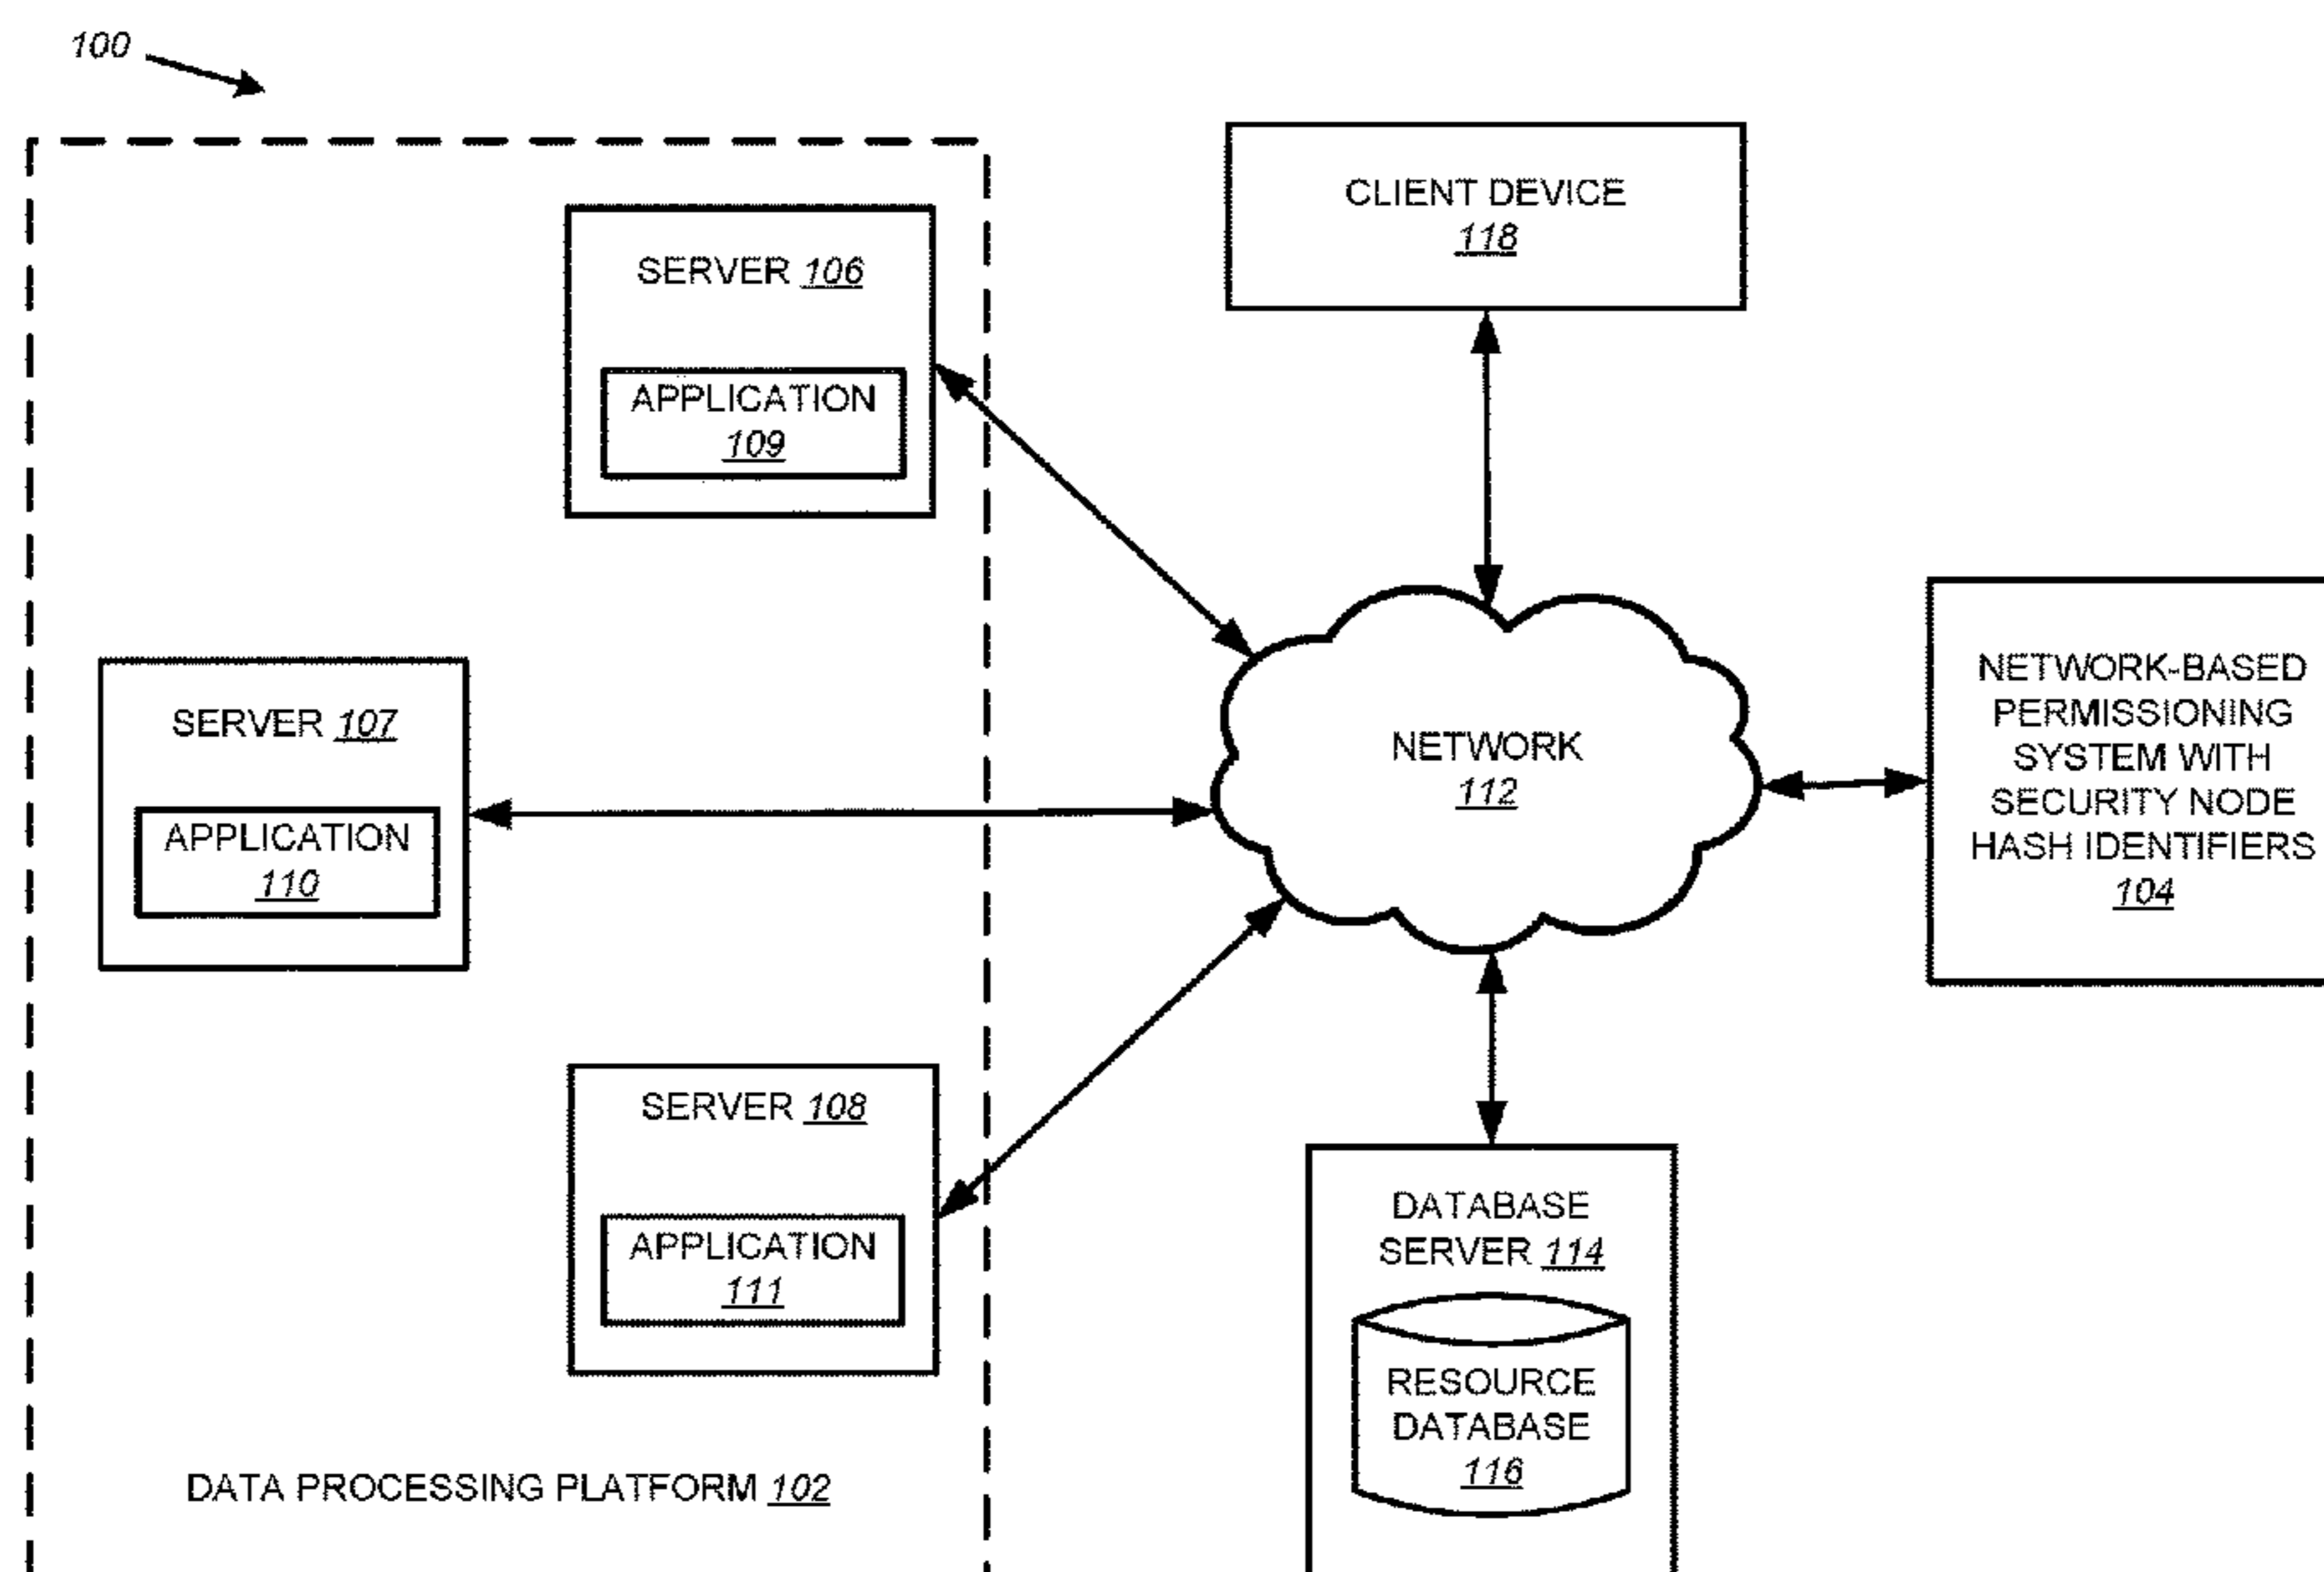 100
CLIENT DEVICE
118
SERVER 106
APPLICATION
109
SERVER 107
APPLICATION
110
NETWORK
112
NETWORK-BASED
PERMISSIONING
SYSTEM WITH
SECURITY NODE
HASH IDENTIFIERS
104
SERVER 108
APPLICATION
111
DATABASE
SERVER 114
RESOURCE
DATABASE
116
DATA PROCESSING PLATFORM 102